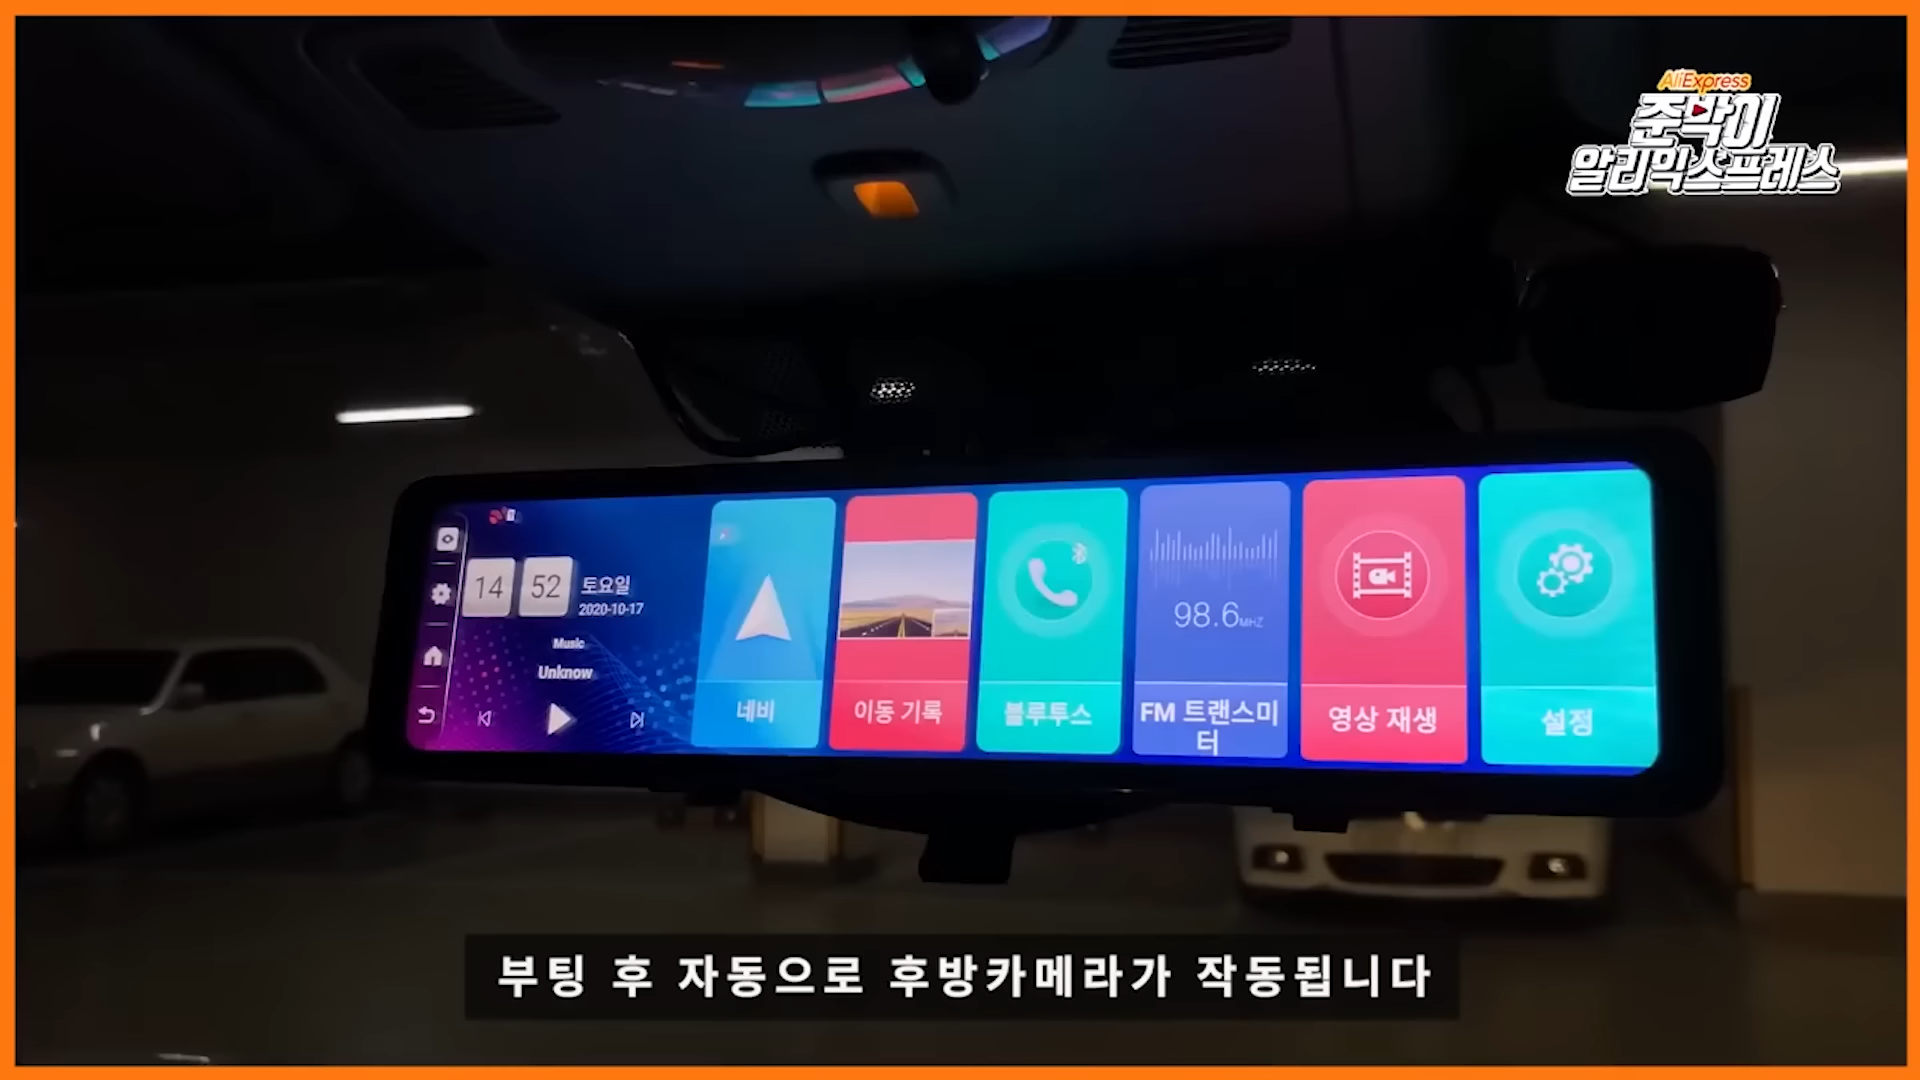 AliExpress
준박이
알리익스프레스
14 52 토요일
2020-10-17
Music
Unknow
네비
이동 기록
블루투스
98.6MHZ
FM 트랜스미
터
영상 재생
설정
부팅 후 자동으로 후방카메라가 작동됩니다